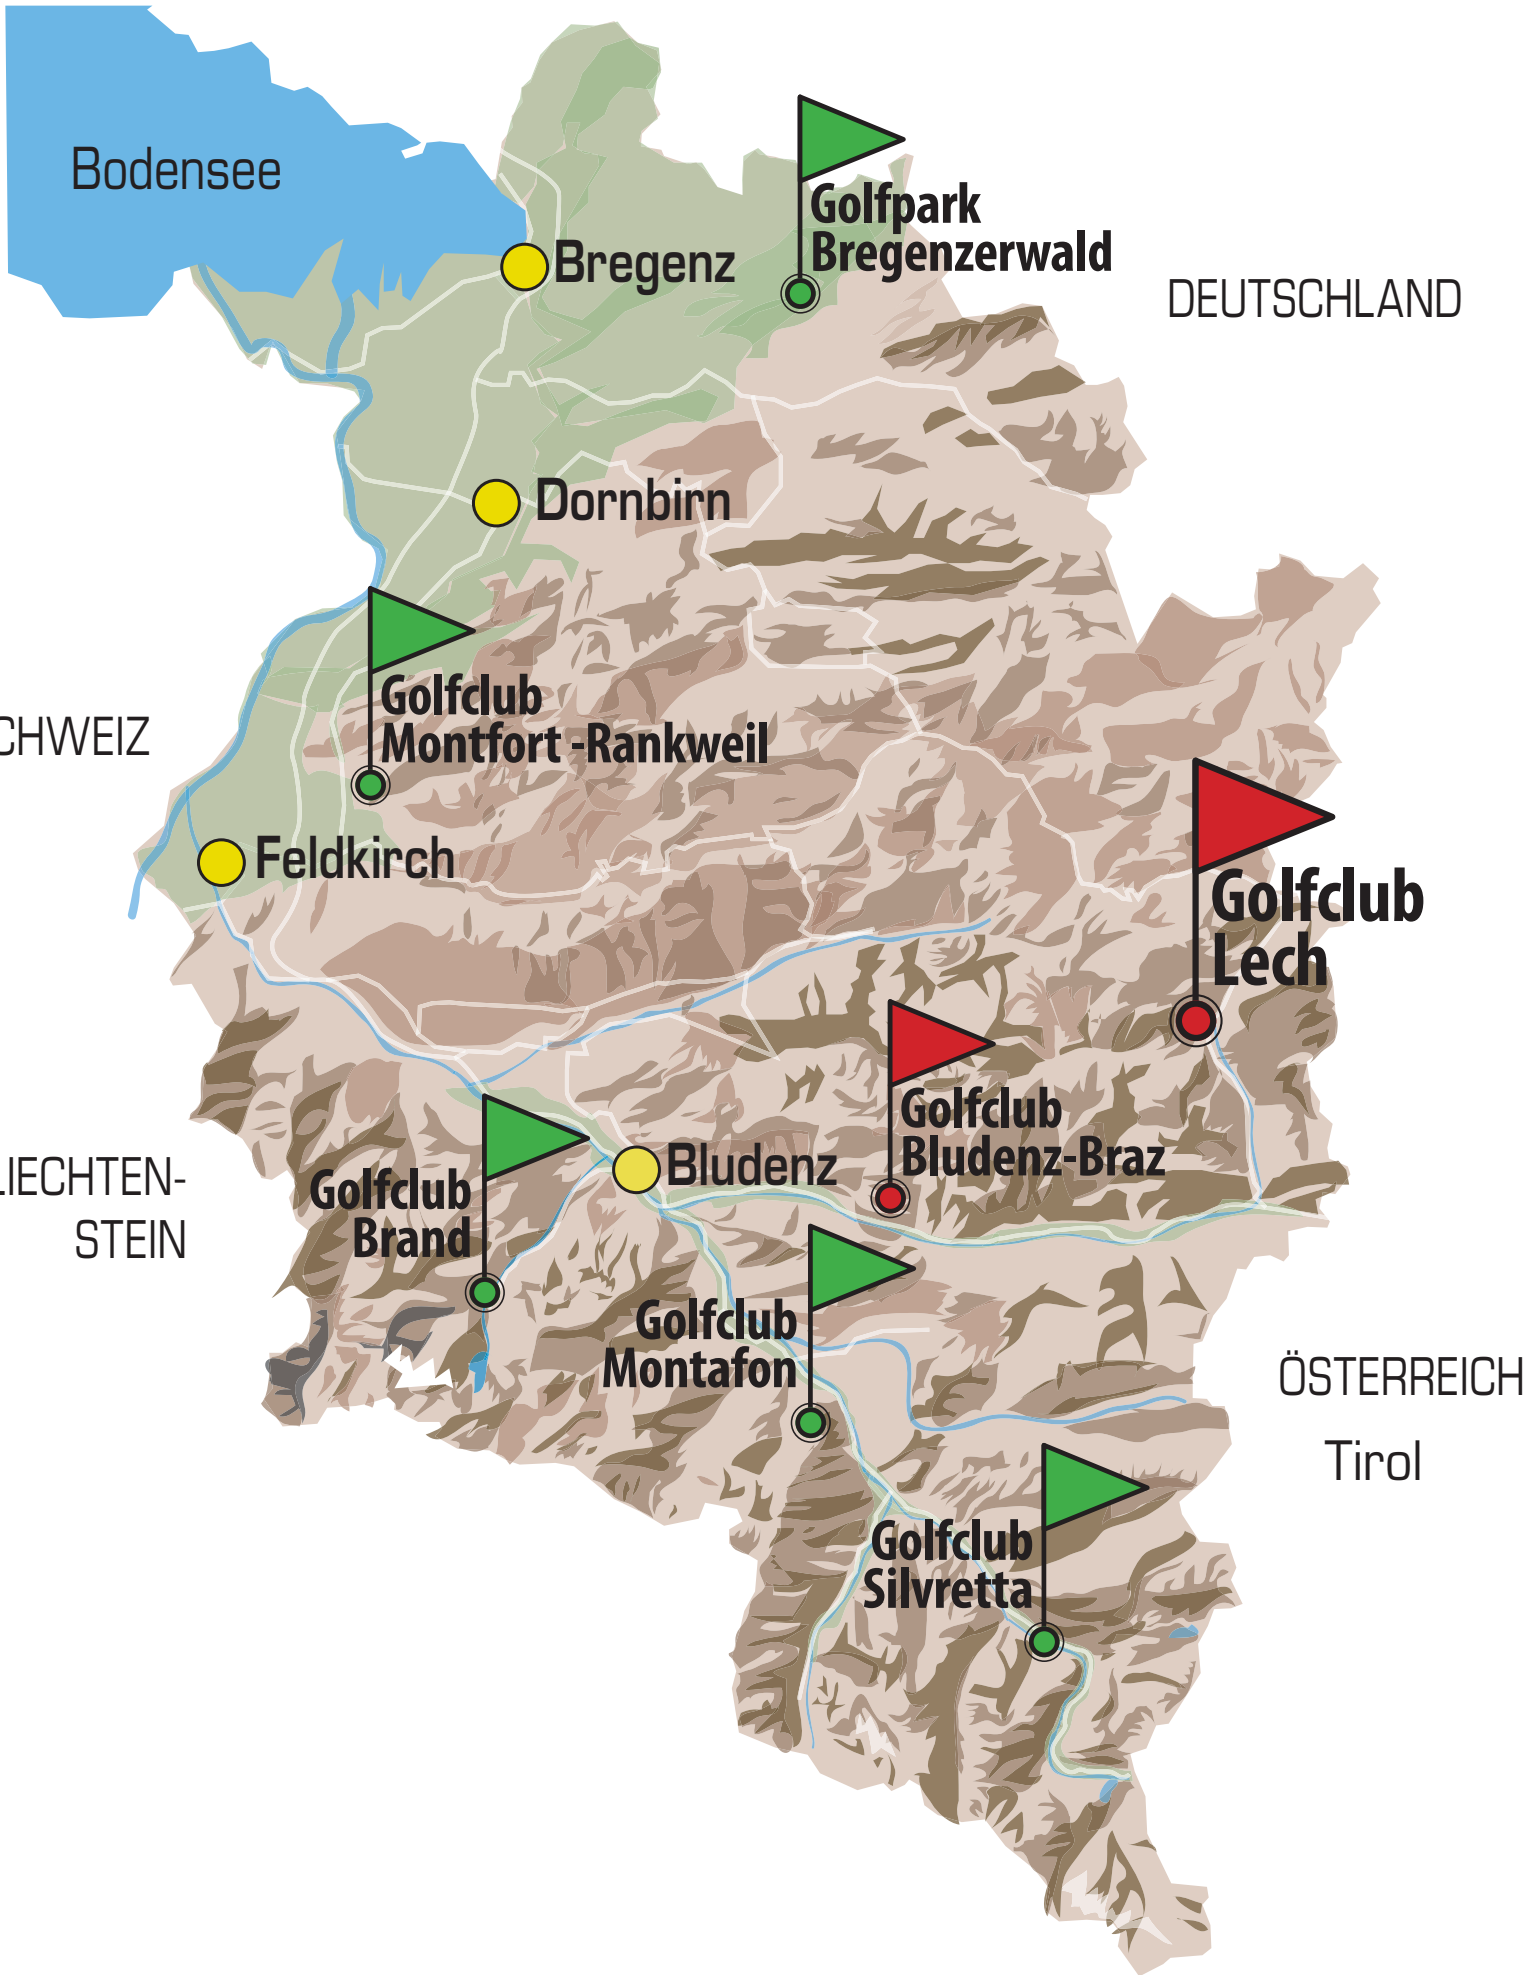 Bodensee
Golfpark
Bregenzerwald
Bregenz
DEUTSCHLAND
Dornbirn
Golfclub
Montfort -Rankweil
CHWEIZ
Feldkirch
Golfclub
Lech
Golfclub
Bludenz-Braz
Bludenz
LIECHTEN-
STEIN
Golfclub
Brand
Golfclub
Montafon
ÖSTERREICH
Tirol
Golfclub
Silvretta